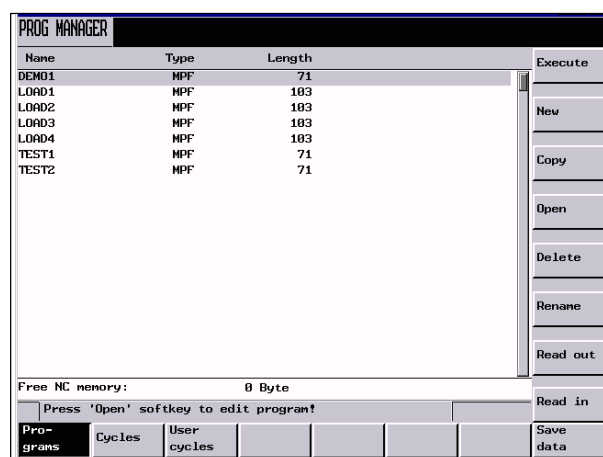 PROG MANAGER
Name Type Length
DEMO1 MPF 71
LOAD1 MPF 103
LOAD2 MPF 103
LOAD3 MPF 103
LOAD4 MPF 103
TEST1 MPF 71
TEST2 MPF 71
Free NC memory: 0 Byte
Press 'Open' softkey to edit program!
Execute
New
Copy
Open
Delete
Rename
Read out
Read in
Pro-
grams
Cycles
User
cycles
Save
data